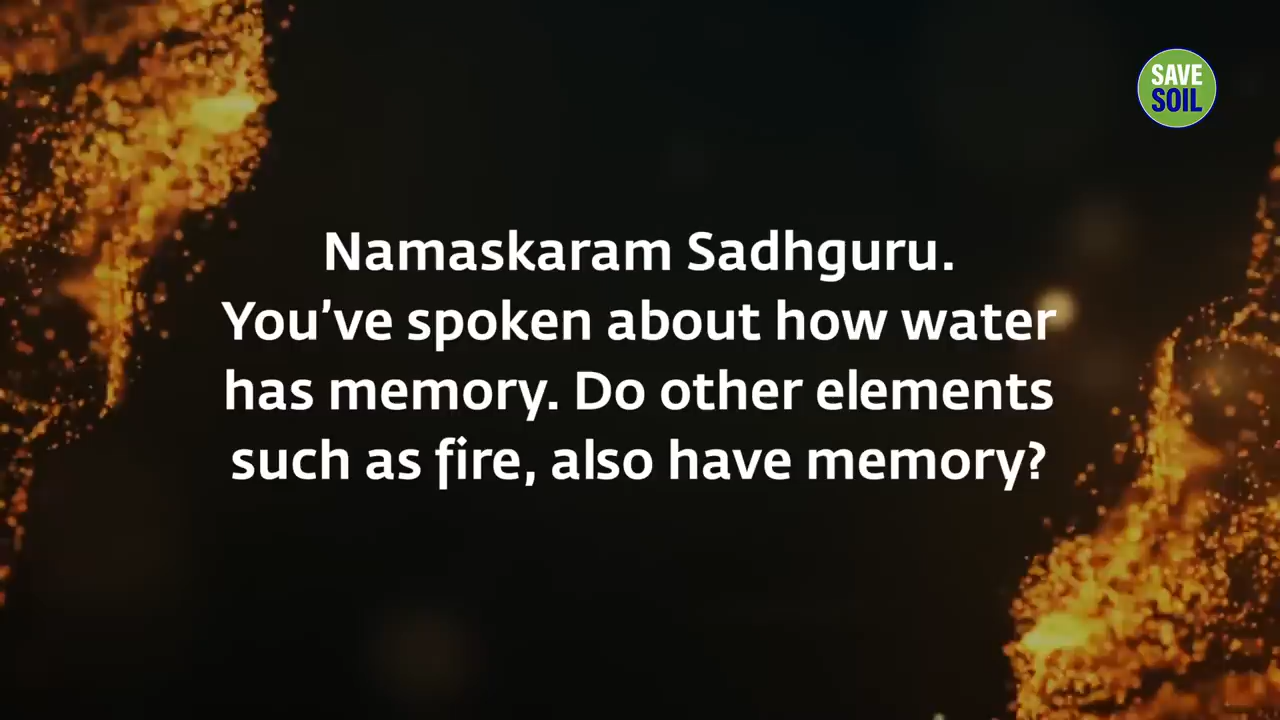 SAVE
SOIL
Namaskaram Sadhguru.
You've spoken about how water
has memory. Do other elements
such as fire, also have memory?